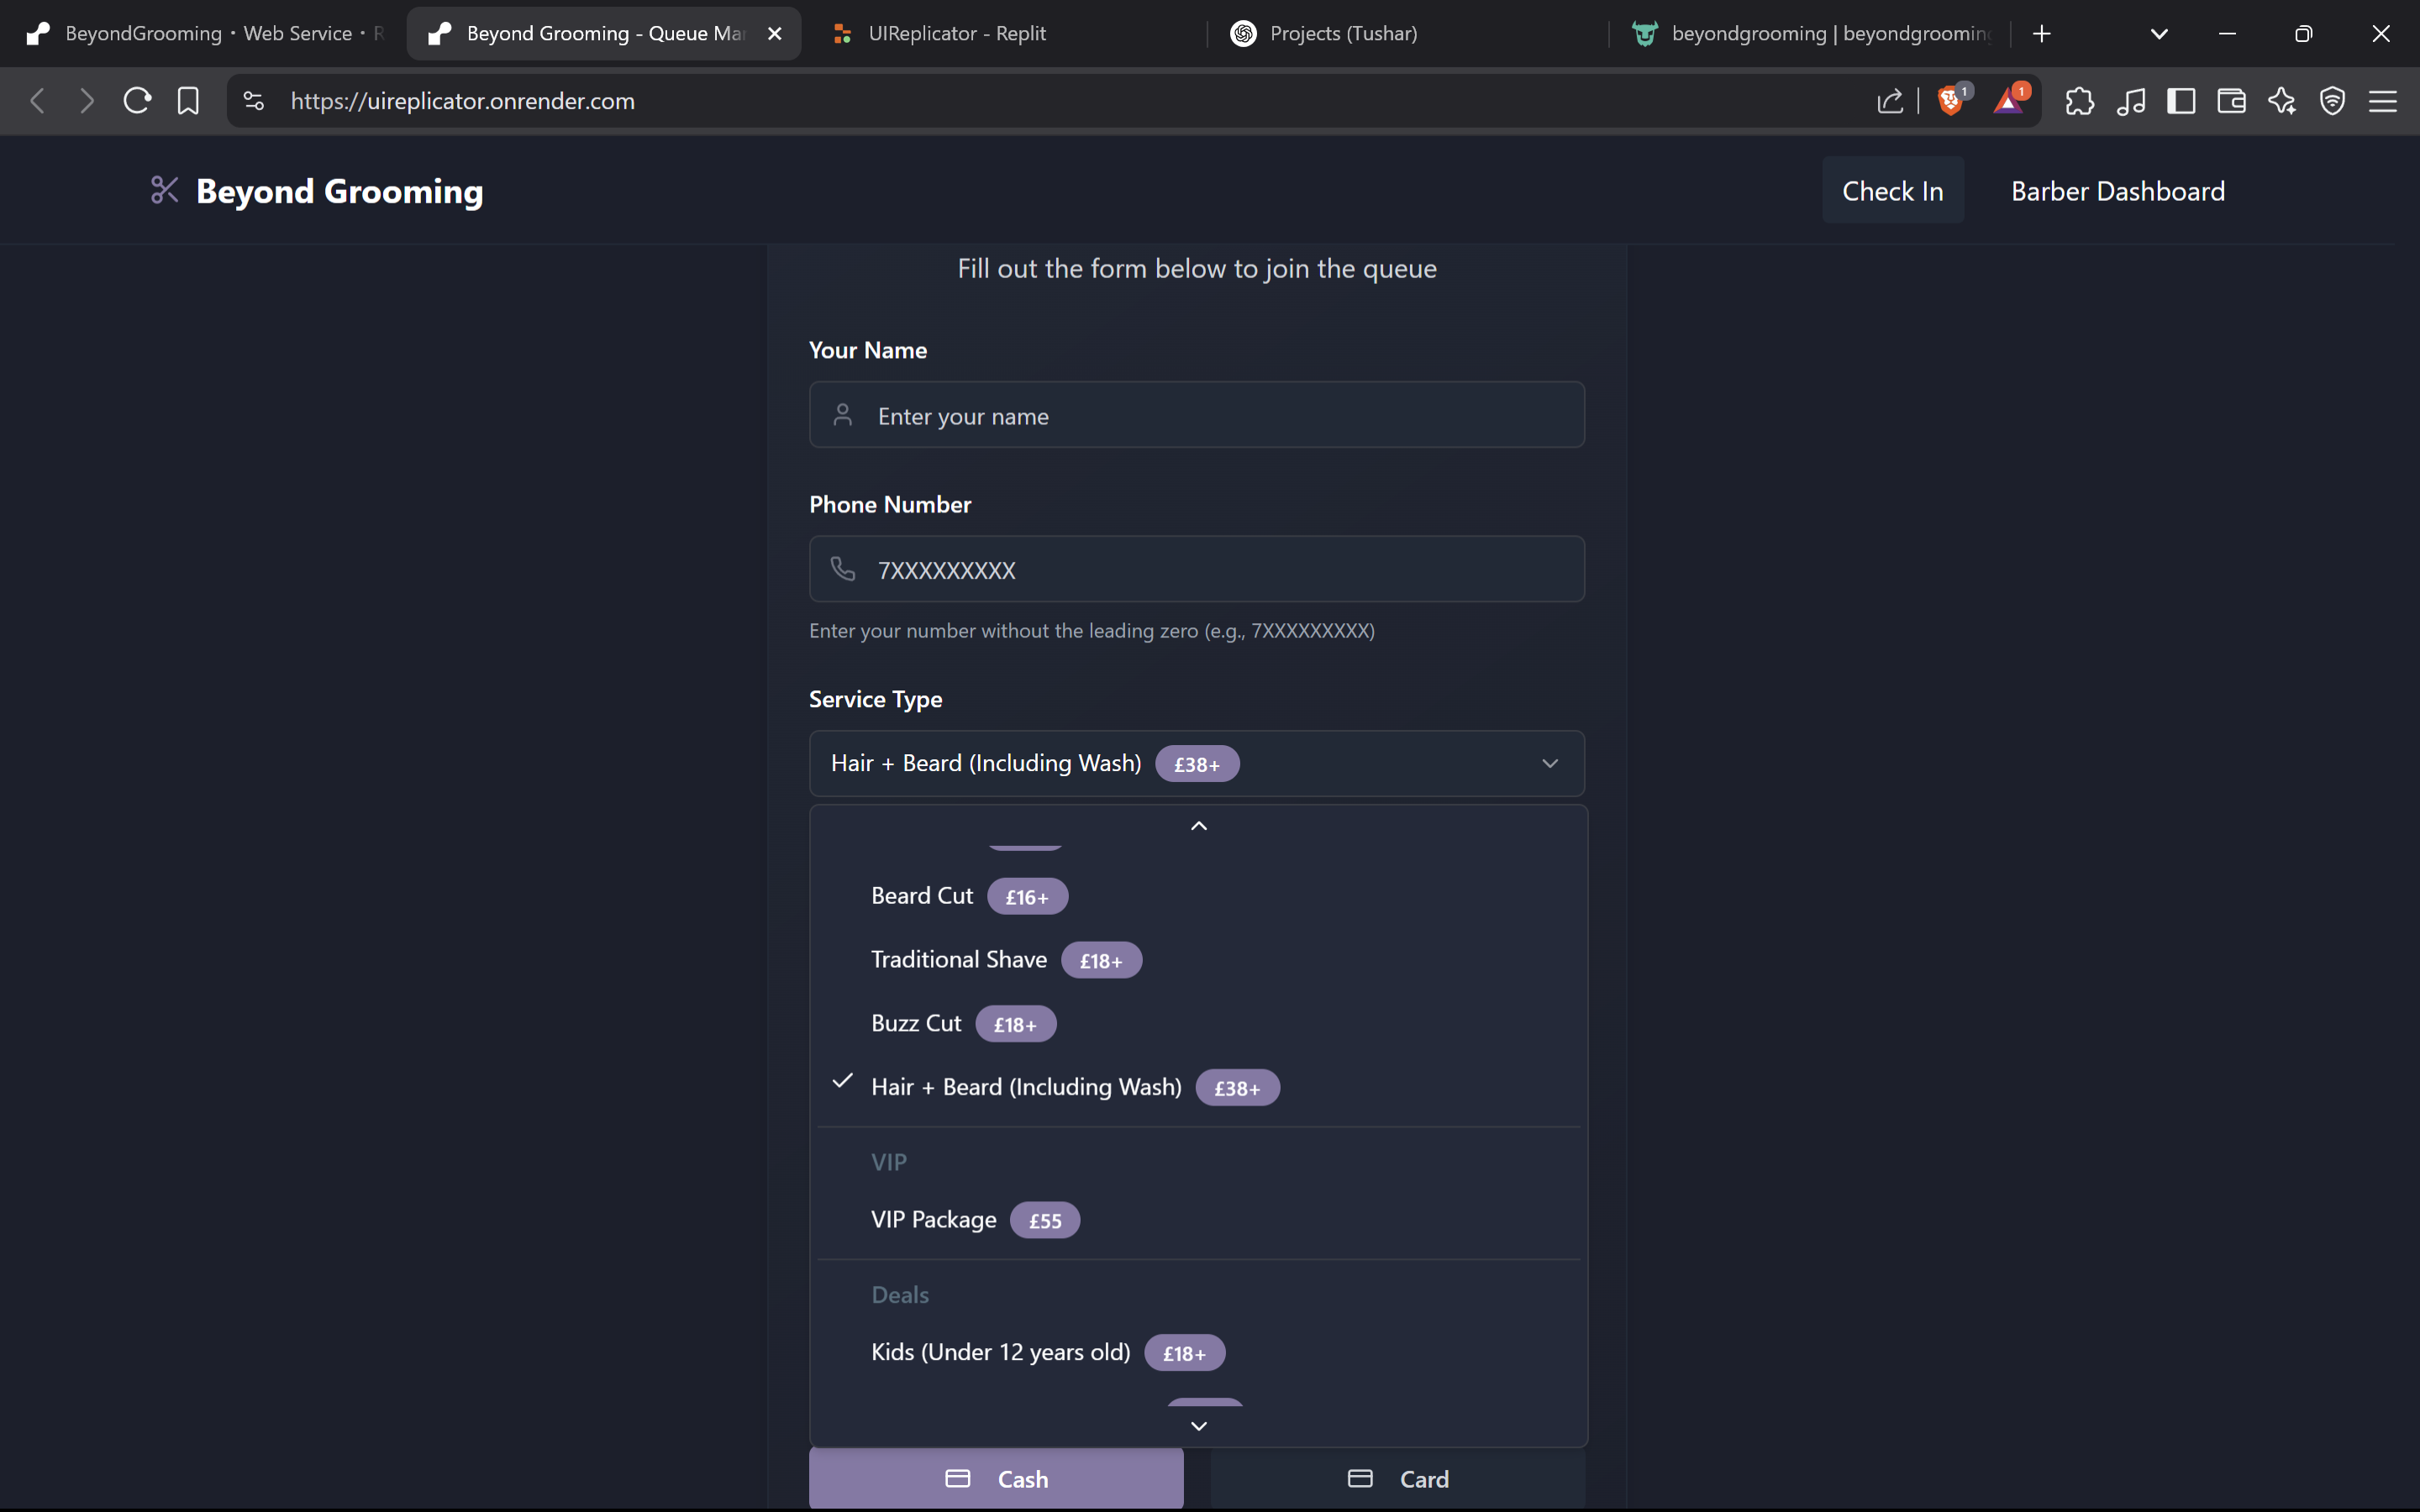 BeyondGrooming · Web Service ·
Beyond Grooming - Queue Ma
UIReplicator - Replit
Projects (Tushar)
beyondgrooming | beyondgroomin
https://uireplicator.onrender.com
1
1
Beyond Grooming
Check In
Barber Dashboard
Fill out the form below to join the queue
Your Name
Enter your name
Phone Number
7XXXXXXXXX
Enter your number without the leading zero (e.g., 7XXXXXXXXX)
Service Type
Hair + Beard (Including Wash) £38+
Beard Cut £16+
Traditional Shave £18+
Buzz Cut £18+
Hair + Beard (Including Wash) £38+
VIP
VIP Package £55
Deals
Kids (Under 12 years old) £18+
Cash
Card